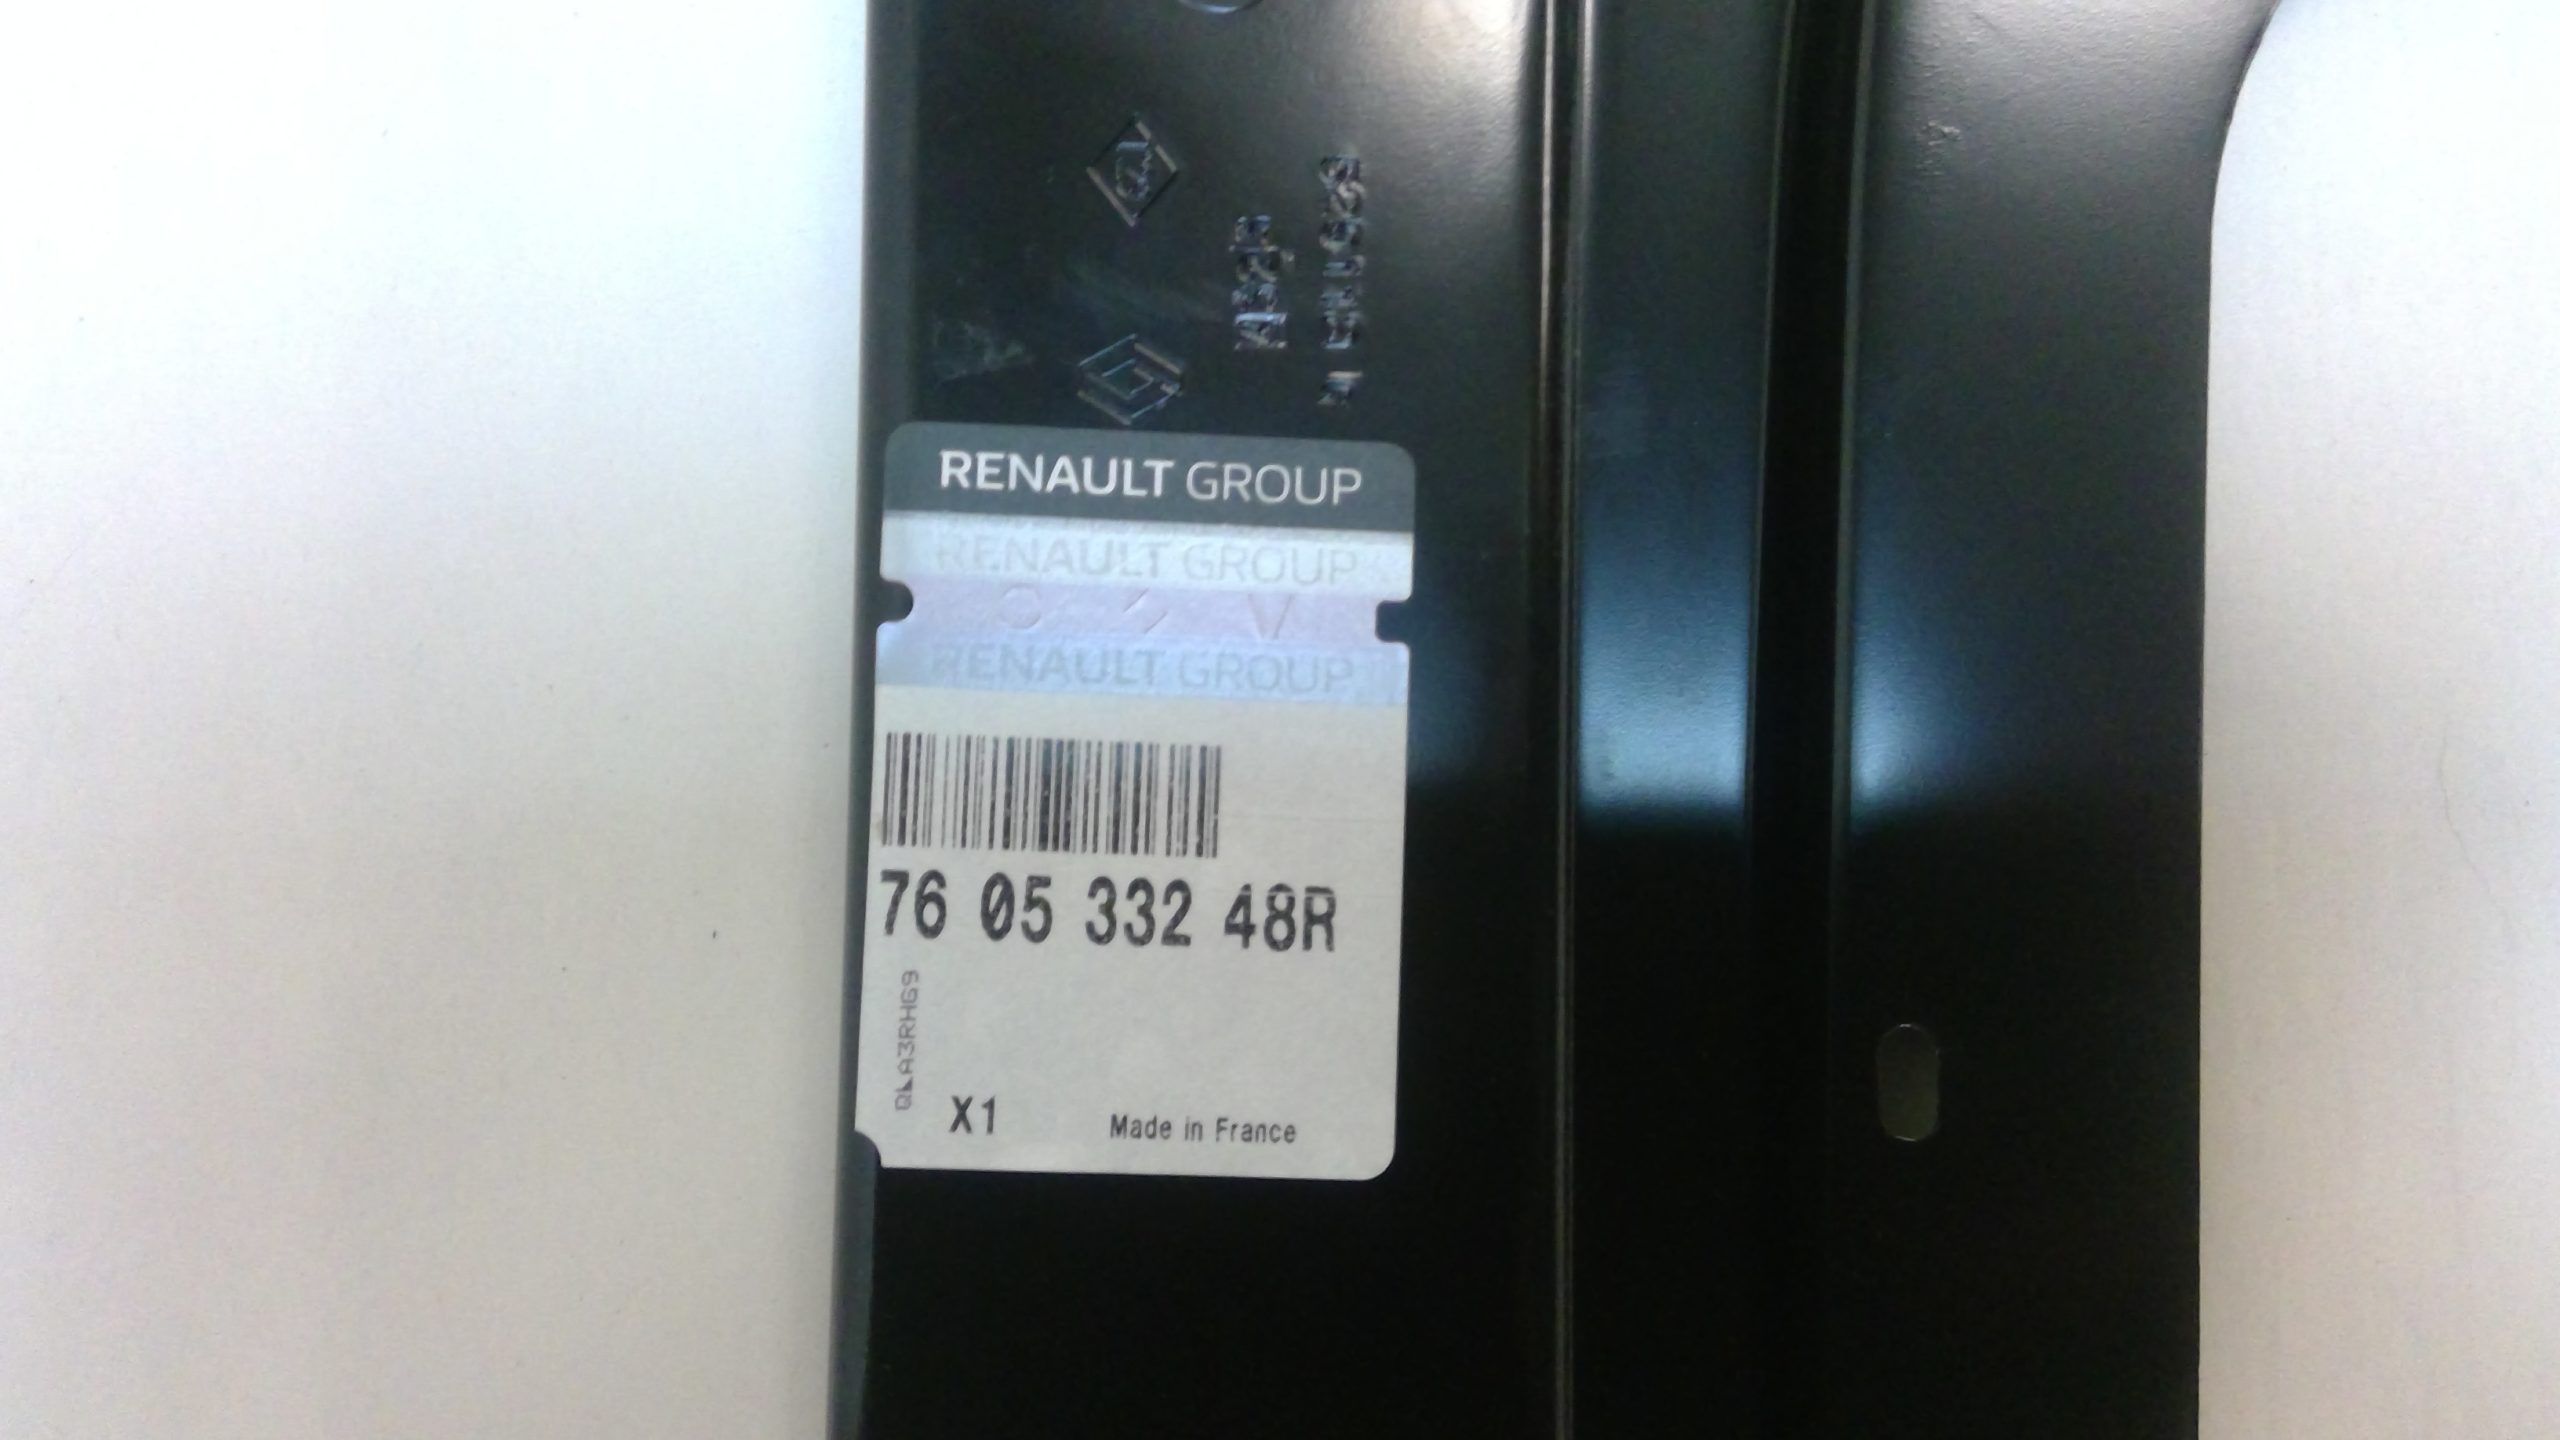 RENAULT GROUP
RENAULT GROUP
RENAULT GROUP
76 05 332 48R
QLA3RHG9
X1
Made in France